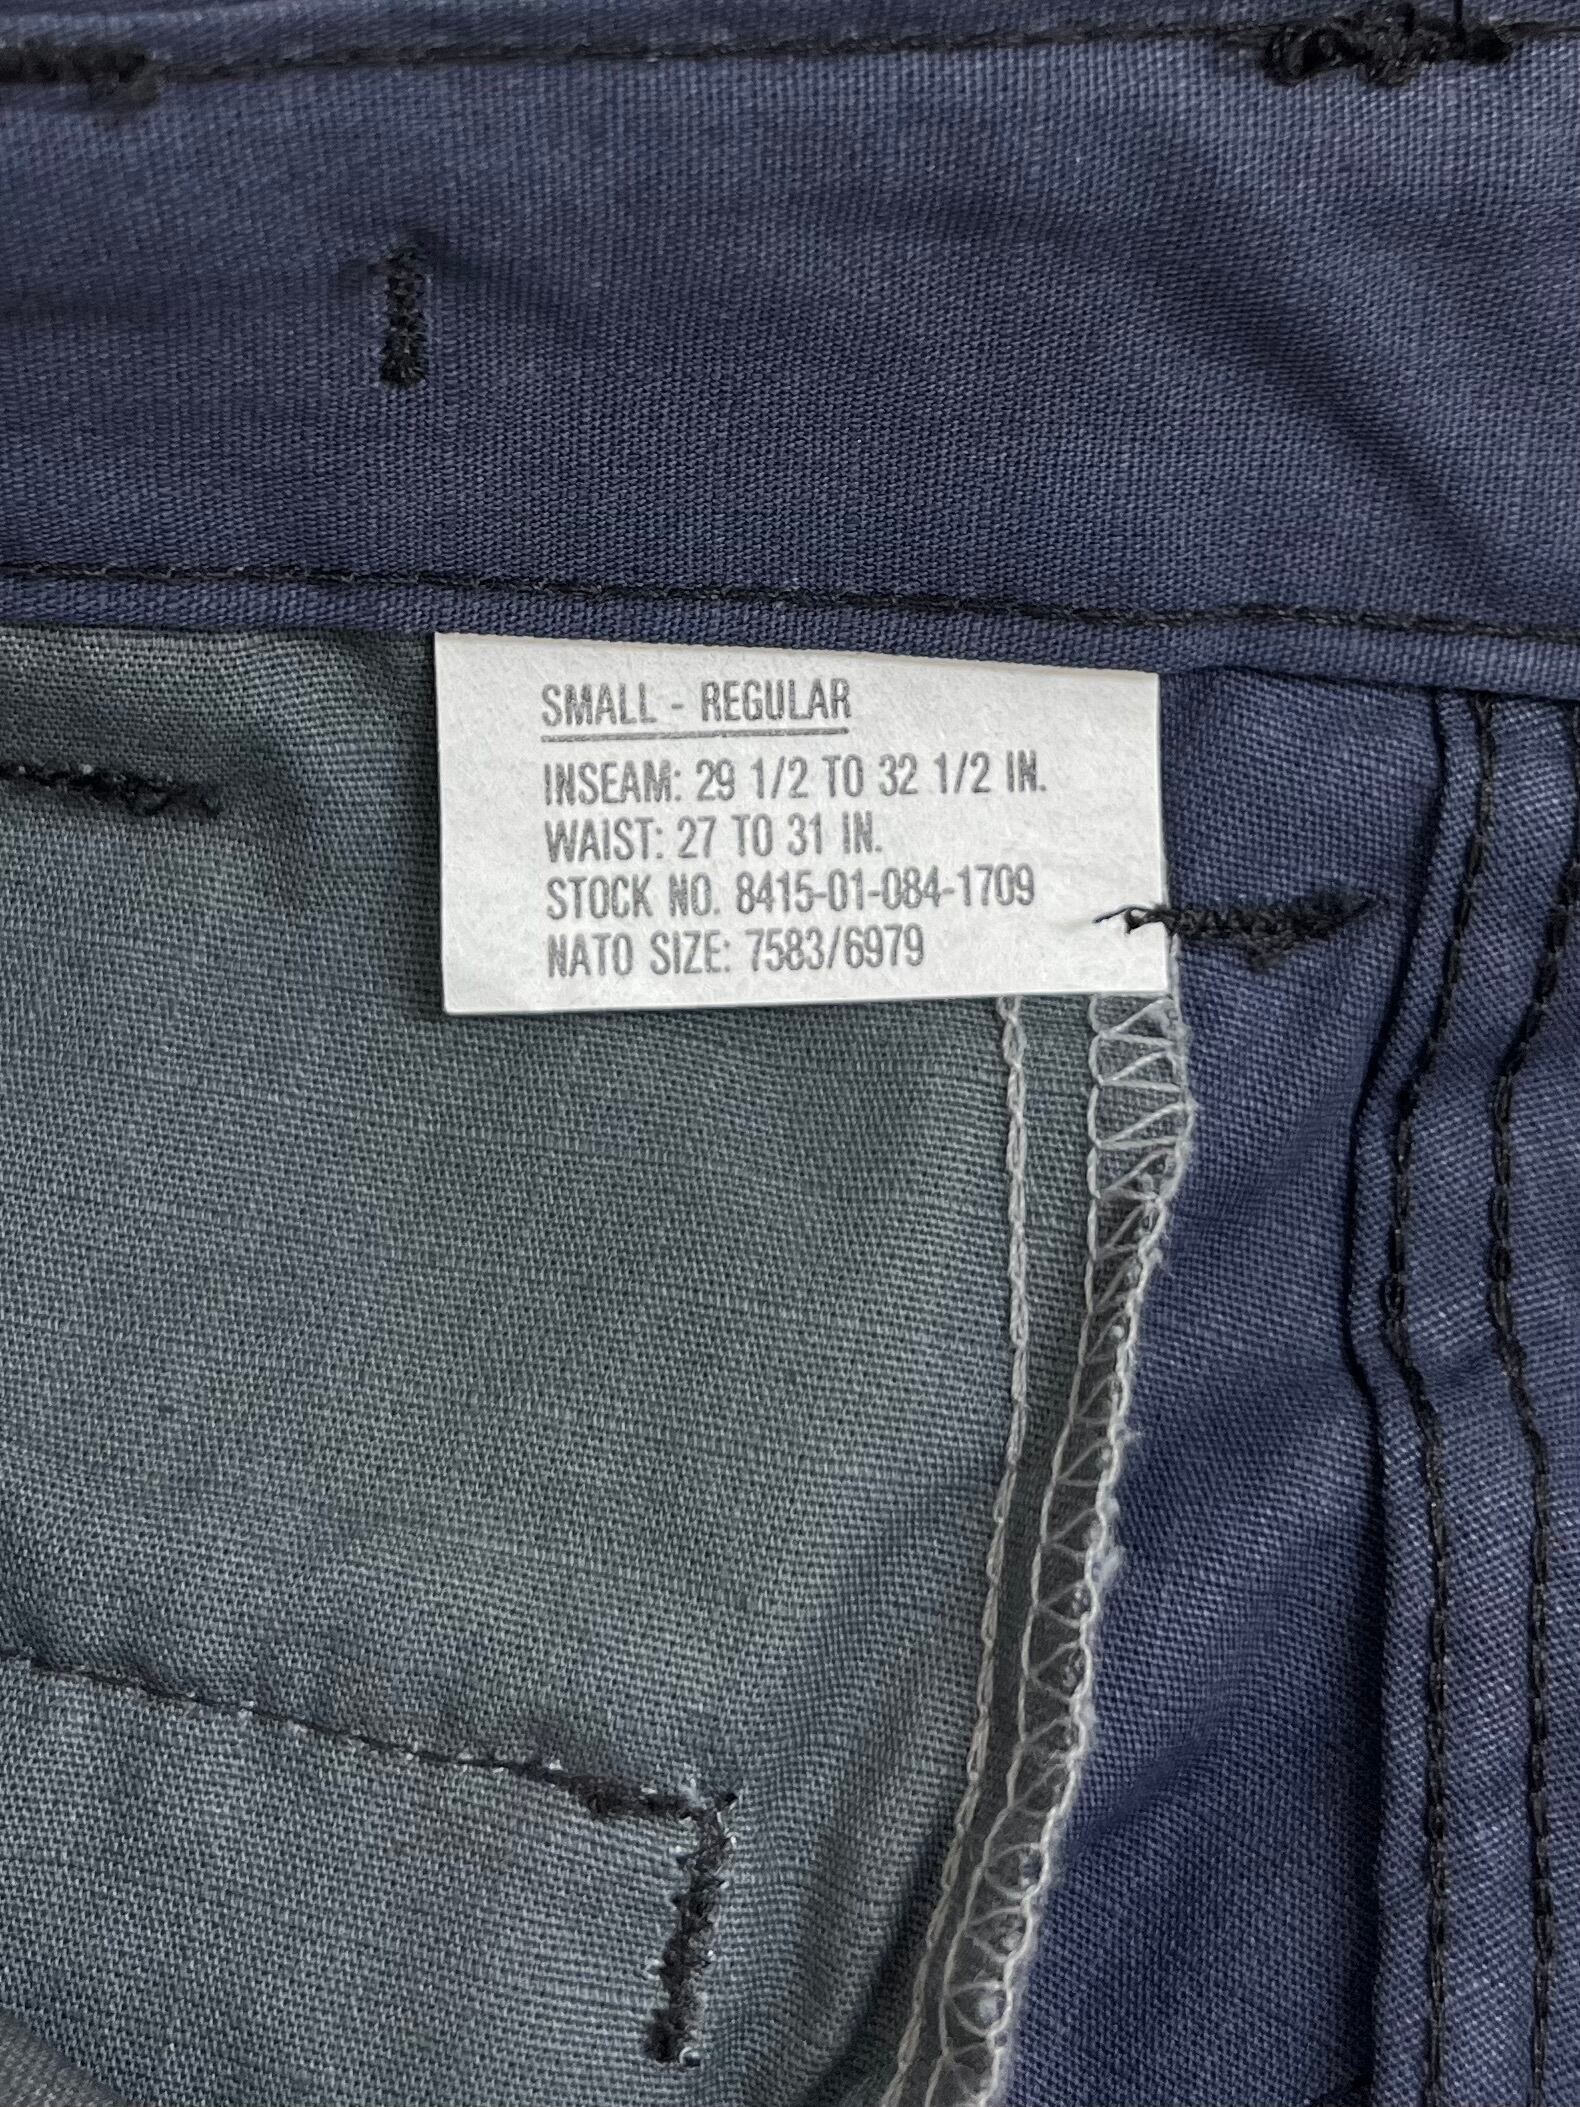 SMALL - REGULAR
INSEAM: 29 1/2 TO 32 1/2 IN.
WAIST: 27 TO 31 IN.
STOCK NO. 8415-01-084-1709
NATO SIZE: 7583/6979